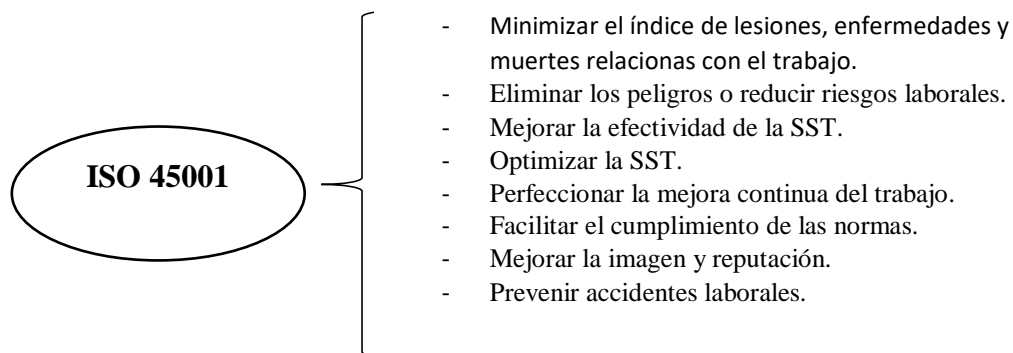 ISO 45001
- Minimizar el índice de lesiones, enfermedades y
muertes relacionas con el trabajo.
- Eliminar los peligros o reducir riesgos laborales.
- Mejorar la efectividad de la SST.
- Optimizar la SST.
- Perfeccionar la mejora continua del trabajo.
- Facilitar el cumplimiento de las normas.
- Mejorar la imagen y reputación.
- Prevenir accidentes laborales.